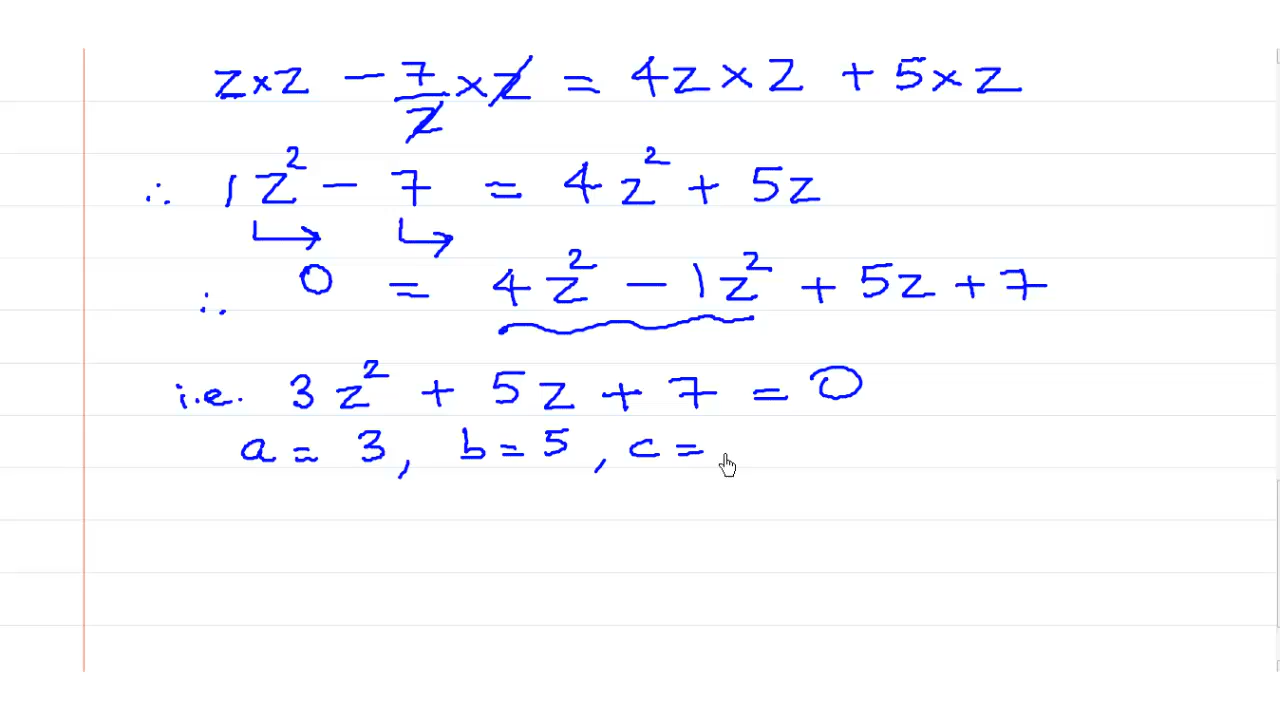 z × z − 7/z × z = 4z × z + 5 × z
∴ 1z² − 7 = 4z² + 5z
∴ 0 = 4z² − 1z² + 5z + 7
i.e. 3z² + 5z + 7 = 0
a = 3, b = 5, c =